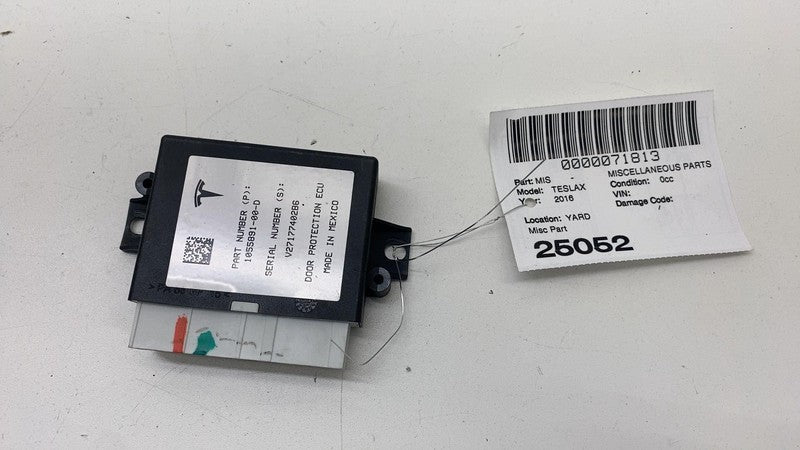 PART NUMBER (P):
1055891-00-D
SERIAL NUMBER (S):
V2717740286
DOOR PROTECTION ECU
MADE IN MEXICO
0000071813
Part: MIS MISCELLANEOUS PARTS
Model: TESLAX Condition: 0cc
Year: 2016 VIN:
Damage Code:
Location: YARD
Misc Part
25052